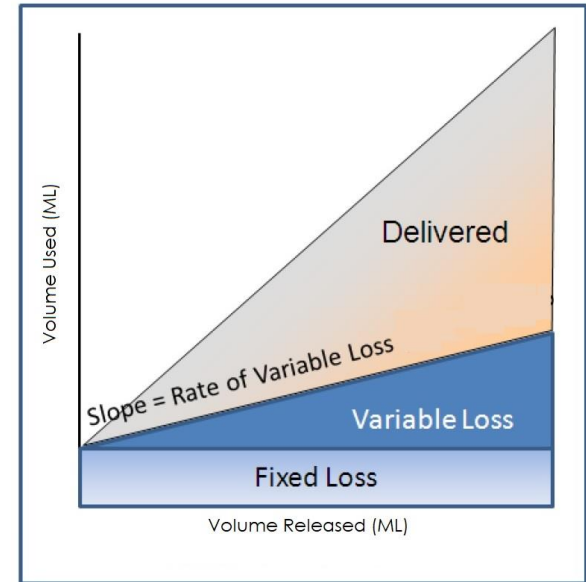 Volume Used (ML)
Delivered
Slope = Rate of Variable Loss
Variable Loss
Fixed Loss
Volume Released (ML)